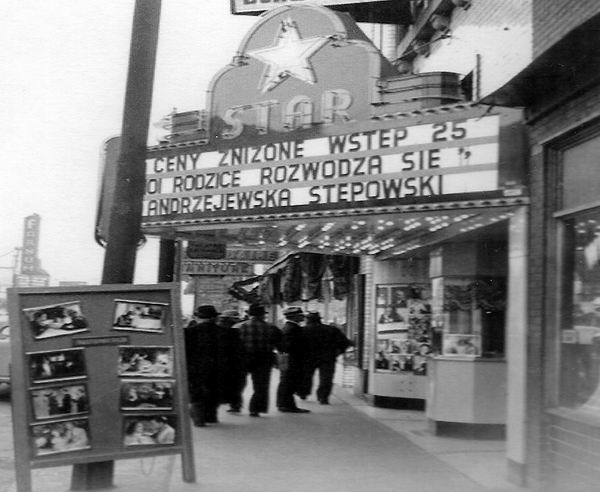 STAR
CENY ZNIZONE WSTEP 25
OI RODZICE ROZWODZA SIE"
ANDRZEJEWSKA STEPOWSKI